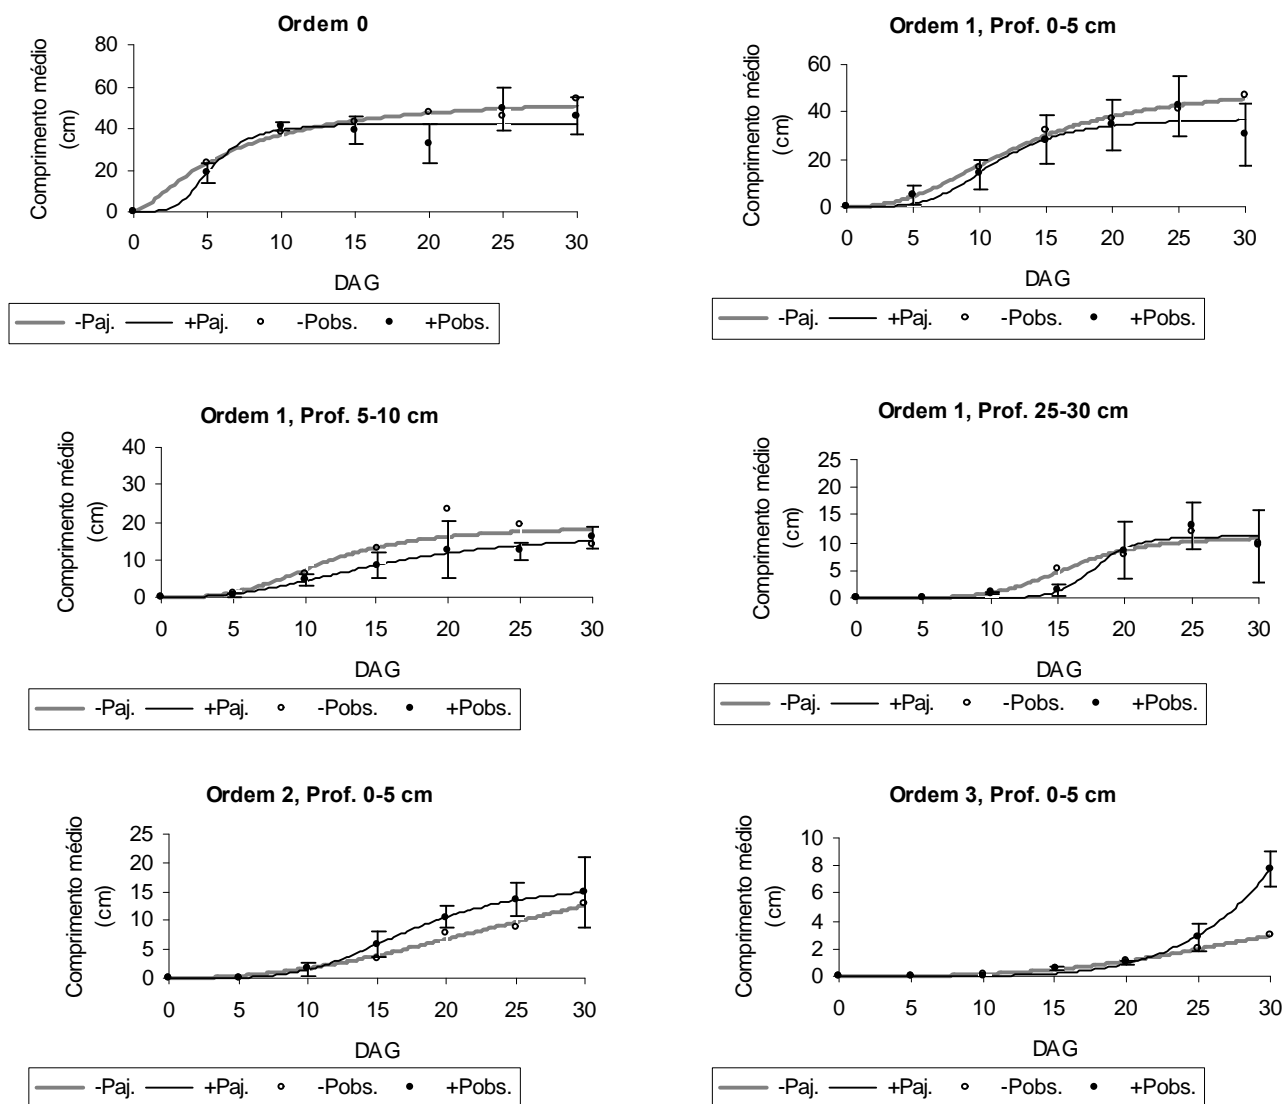 Ordem 0
Comprimento médio
(cm)
80
60
40
20
0
0 5 10 15 20 25 30
DAG
-Paj. +Paj. -Pobs. +Pobs.
Ordem 1, Prof. 0-5 cm
Comprimento médio
(cm)
60
40
20
0
0 5 10 15 20 25 30
DAG
-Paj. +Paj. -Pobs. +Pobs.
Ordem 1, Prof. 5-10 cm
Comprimento médio
(cm)
40
30
20
10
0
0 5 10 15 20 25 30
DAG
-Paj. +Paj. -Pobs. +Pobs.
Ordem 1, Prof. 25-30 cm
Comprimento médio
(cm)
25
20
15
10
5
0
0 5 10 15 20 25 30
DAG
-Paj. +Paj. -Pobs. +Pobs.
Ordem 2, Prof. 0-5 cm
Comprimento médio
(cm)
25
20
15
10
5
0
0 5 10 15 20 25 30
DAG
-Paj. +Paj. -Pobs. +Pobs.
Ordem 3, Prof. 0-5 cm
Comprimento médio
(cm)
10
8
6
4
2
0
0 5 10 15 20 25 30
DAG
-Paj. +Paj. -Pobs. +Pobs.